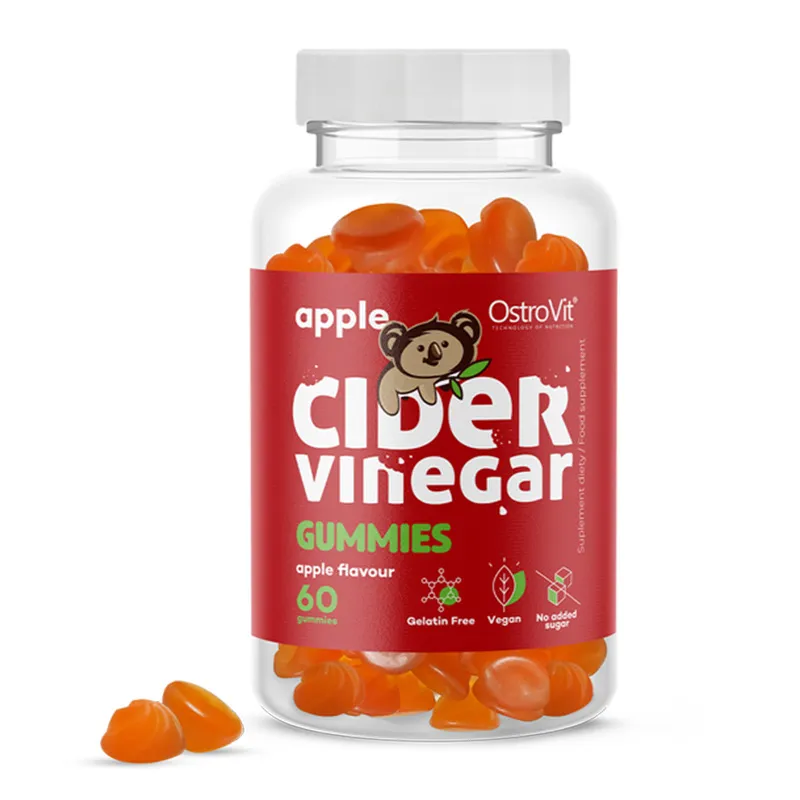 apple
OstroVit®
TECHNOLOGY OF NUTRITION
CIDER
vinegar
GUMMIES
apple flavour
60
gummies
Gelatin Free
Vegan
No added
sugar
Suplement diety / Food supplement